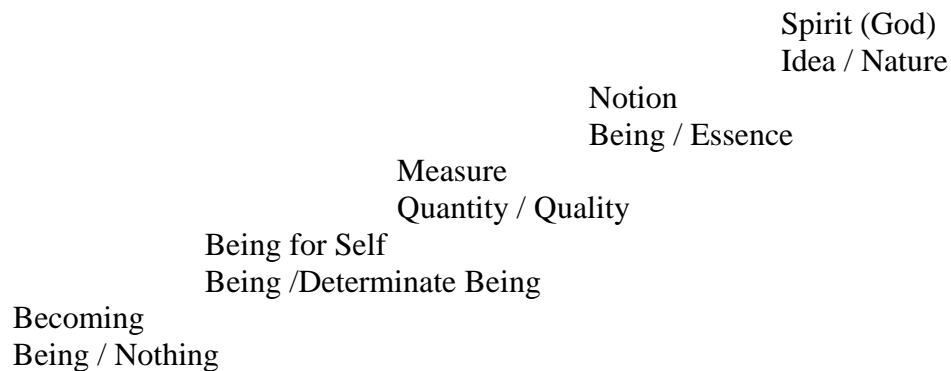 Spirit (God)
Idea / Nature
Notion
Being / Essence
Measure
Quantity / Quality
Being for Self
Being /Determinate Being
Becoming
Being / Nothing